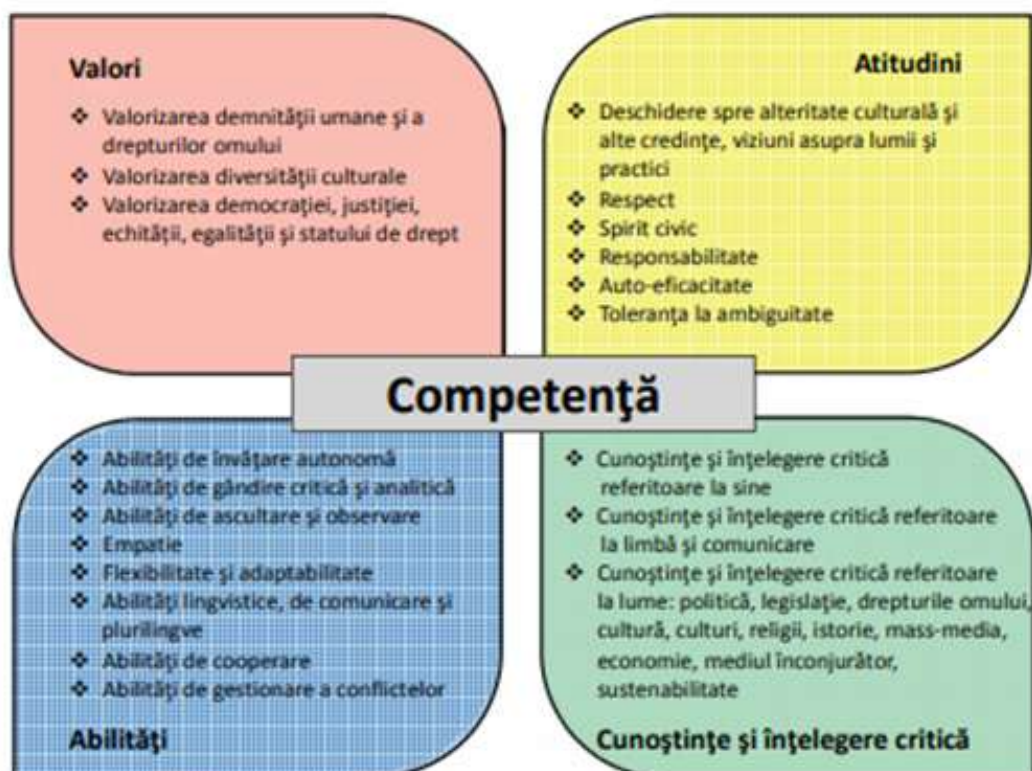 Valori
❖ Valorizarea demnităţii umane şi a
drepturilor omului
❖ Valorizarea diversităţii culturale
❖ Valorizarea democraţiei, justiţiei,
echităţii, egalităţii şi statului de drept
Atitudini
❖ Deschidere spre alteritate culturală şi
alte credinţe, viziuni asupra lumii şi
practici
❖ Respect
❖ Spirit civic
❖ Responsabilitate
❖ Auto-eficacitate
❖ Toleranţa la ambiguitate
Competenţă
❖ Abilităţi de învăţare autonomă
❖ Abilităţi de gândire critică şi analitică
❖ Abilităţi de ascultare şi observare
❖ Empatie
❖ Flexibilitate şi adaptabilitate
❖ Abilităţi lingvistice, de comunicare şi
plurilingve
❖ Abilităţi de cooperare
❖ Abilităţi de gestionare a conflictelor
Abilităţi
❖ Cunoştinţe şi înţelegere critică
referitoare la sine
❖ Cunoştinţe şi înţelegere critică referitoare
la limbă şi comunicare
❖ Cunoştinţe şi înţelegere critică referitoare
la lume: politică, legislaţie, drepturile omului,
cultură, culturi, religii, istorie, mass-media,
economie, mediul înconjurător,
sustenabilitate
Cunoştinţe şi înţelegere critică